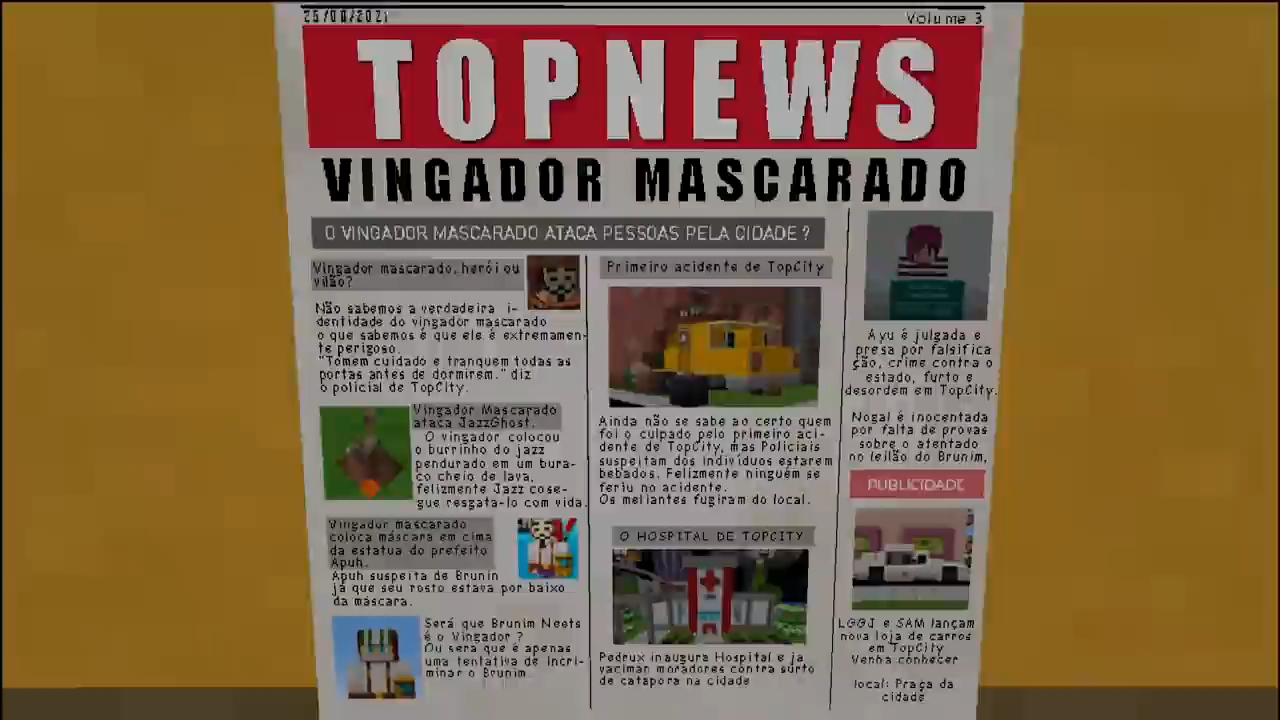 25/08/2021
Volume 3
TOPNEWS
VINGADOR MASCARADO
O VINGADOR MASCARADO ATACA PESSOAS PELA CIDADE ?
Vingador mascarado, herói ou
vilão?
Não sabemos a verdadeira i-
dentidade do vingador mascarado
o que sabemos é que ele é extremamen-
te perigoso.
"Tomem cuidado e tranquem todas as
portas antes de dormirem." diz
o policial de TopCity.
Vingador Mascarado
ataca JazzGhost.
O vingador colocou
o burrinho do jazz
pendurado em um bura-
co cheio de lava,
felizmente Jazz conse-
gue resgata-lo com vida.
Vingador mascarado
coloca máscara em cima
da estatua do prefeito
Apuh.
Apuh suspeita de Brunin
já que seu rosto estava por baixo
da máscara.
Será que Brunim Neets
é o Vingador ?
Ou será que é apenas
uma tentativa de incri-
minar o Brunim.
Primeiro acidente de TopCity
Ainda não se sabe ao certo quem
foi o culpado pelo primeiro aci-
dente de TopCity, mas Policiais
suspeitam dos indivíduos estarem
bebados. Felizmente ninguém se
feriu no acidente.
Os meliantes fugiram do local.
O HOSPITAL DE TOPCITY
Pedrux inaugura Hospital e ja
vacimar moradores contra surto
de catapora na cidade
Ayu é julgada e
presa por falsifica
ção, crime contra o
estado, furto e
desordem em TopCity.
Nogal é inocentada
por falta de provas
sobre o atentado
no leilão do Brunim.
PUBLICIDADE
LGGJ e SAM lançam
nova loja de carros
em TopCity
Venha conhecer
local: Praça da
cidade